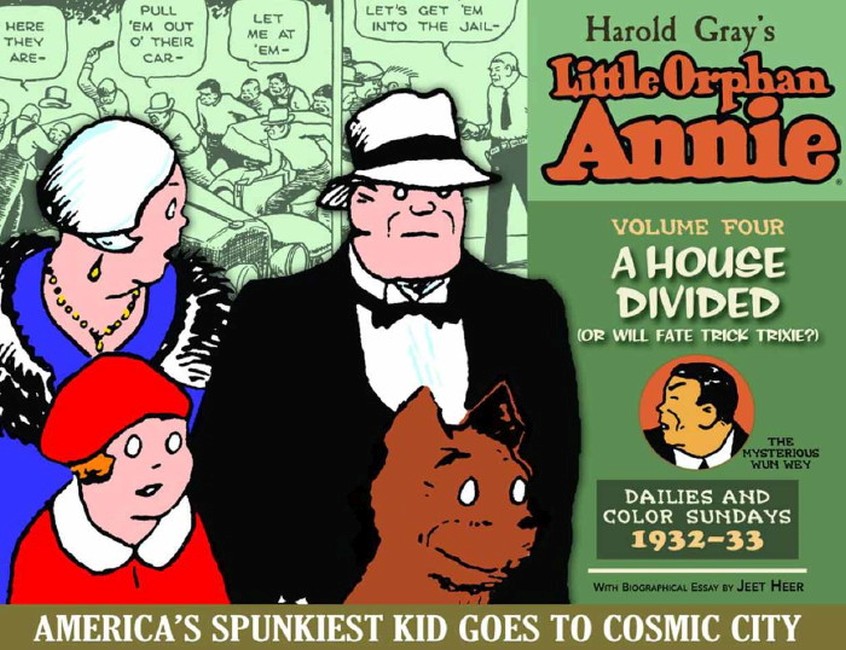 HERE
THEY
ARE-
PULL
'EM OUT
O' THEIR
CAR-
LET
ME AT
'EM-
LET'S GET 'EM
INTO THE JAIL-
Harold Gray's
Little Orphan
Annie
VOLUME FOUR
A HOUSE
DIVIDED
(OR WILL FATE TRICK TRIXIE?)
THE
MYSTERIOUS
WUN WEY
DAILIES AND
COLOR SUNDAYS
1932-33
WITH BIOGRAPHICAL ESSAY BY JEET HEER
AMERICA'S SPUNKIEST KID GOES TO COSMIC CITY